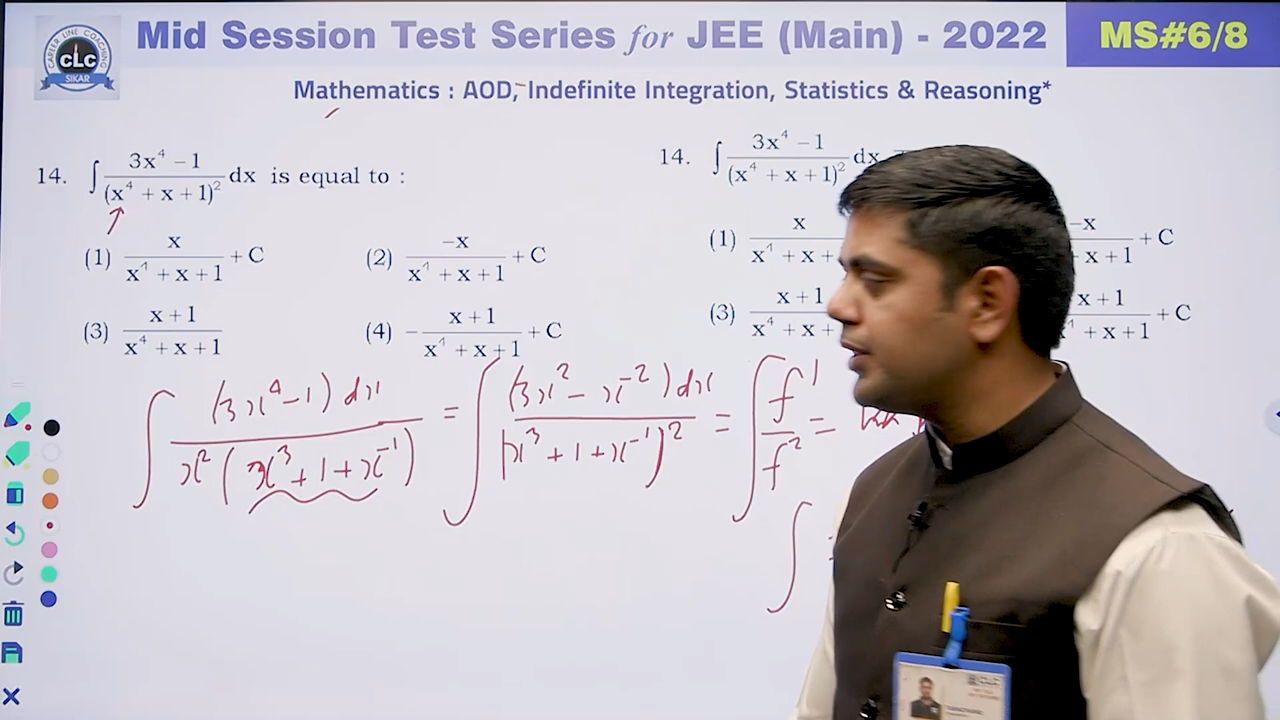 Mid Session Test Series for JEE (Main) - 2022
MS#6/8
CAREER LINE COACHING
CLC
SIKAR
Mathematics : AOD, Indefinite Integration, Statistics & Reasoning*
14. ∫ (3x⁴ − 1)/(x⁴ + x + 1)² dx is equal to :
(1) x/(x⁴ + x + 1) + C
(2) −x/(x⁴ + x + 1) + C
(3) (x + 1)/(x⁴ + x + 1)
(4) − (x + 1)/(x⁴ + x + 1) + C
14. ∫ (3x⁴ − 1)/(x⁴ + x + 1)² dx
(1) x/(x⁴ + x +
−x/ x + 1) + C
(3) x + 1/(x⁴ + x +
x + 1/ + x + 1 + C
∫ (3x⁴ − 1) dx / x² (x³ + 1 + x⁻¹) = ∫ (3x² − x⁻²) dx / (x³ + 1 + x⁻¹)² = ∫ f¹/f² =
∫
CLC